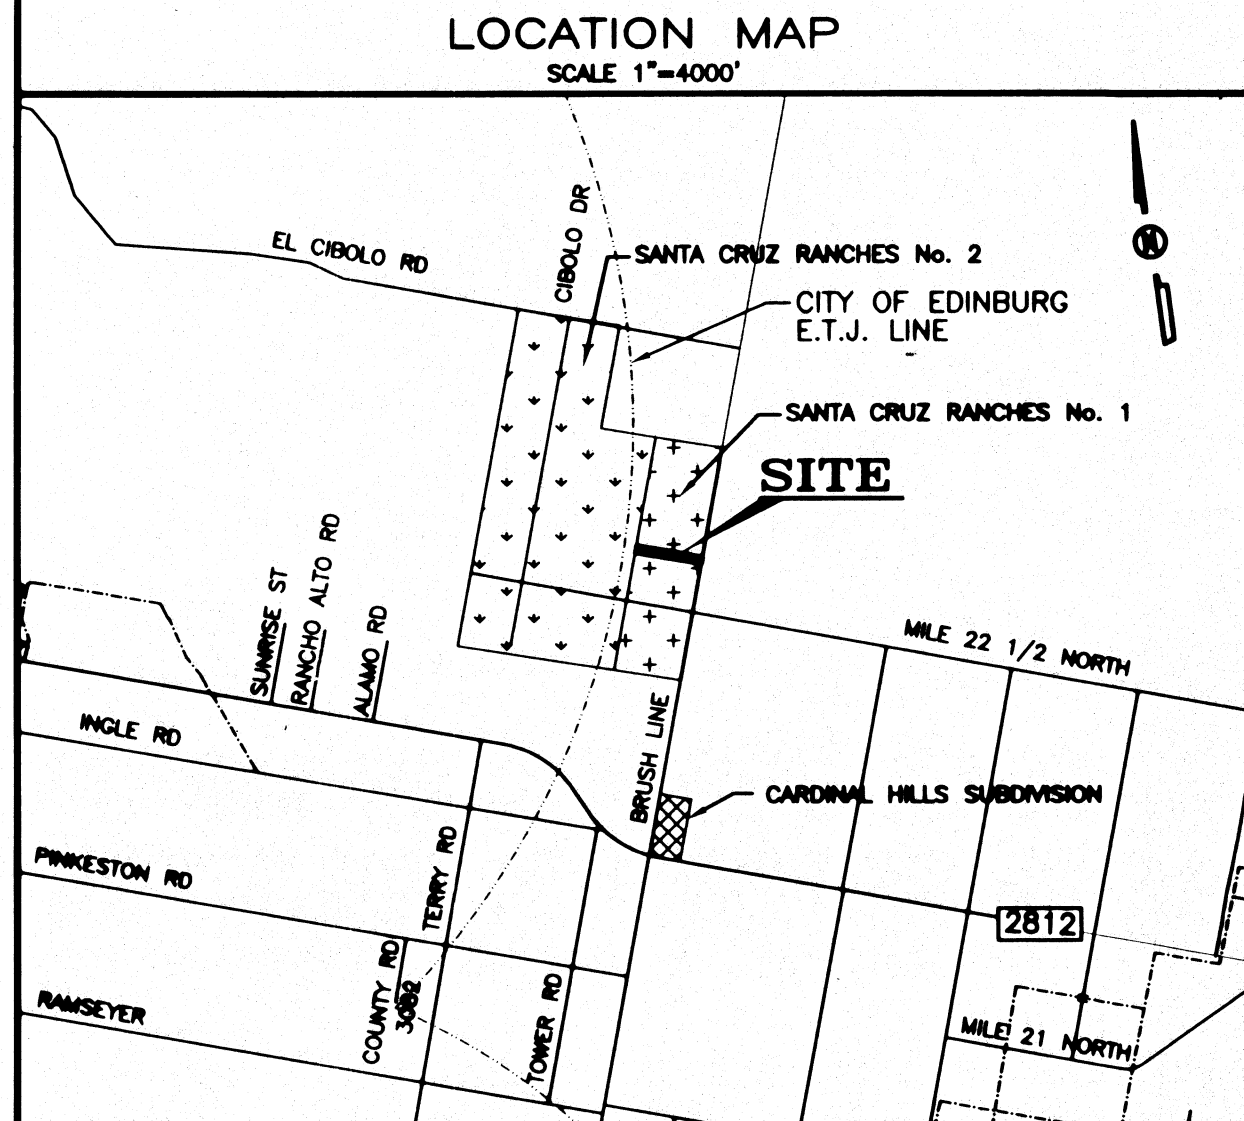 LOCATION MAP
SCALE 1"=4000'
EL CIBOLO RD
CIBOLO DR
SANTA CRUZ RANCHES No. 2
CITY OF EDINBURG
E.T.J. LINE
N
SANTA CRUZ RANCHES No. 1
SITE
SUNRISE ST
RANCHO ALTO RD
ALAMO RD
MILE 22 1/2 NORTH
INGLE RD
BRUSH LINE
CARDINAL HILLS SUBDIVISION
PINKESTON RD
TERRY RD
2812
COUNTY RD
3082
TOWER RD
RAMSEYER
MILE 21 NORTH